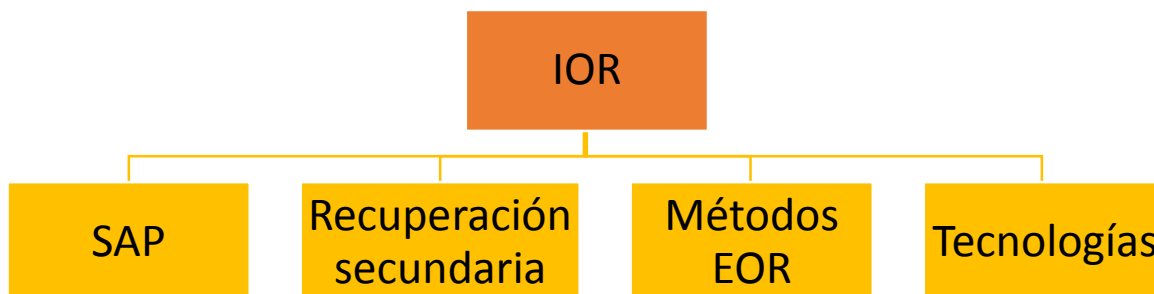 IOR
SAP
Recuperación
secundaria
Métodos
EOR
Tecnologías